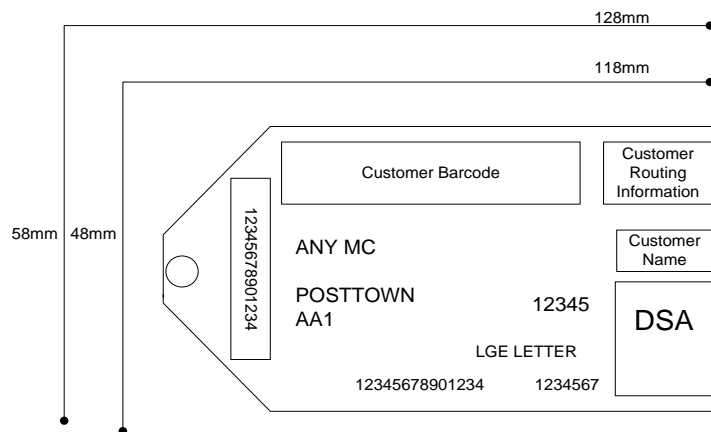 128mm
118mm
Customer Barcode
Customer
Routing
Information
58mm 48mm
12345678901234
ANY MC
Customer
Name
POSTTOWN
AA1
12345
DSA
LGE LETTER
12345678901234 1234567